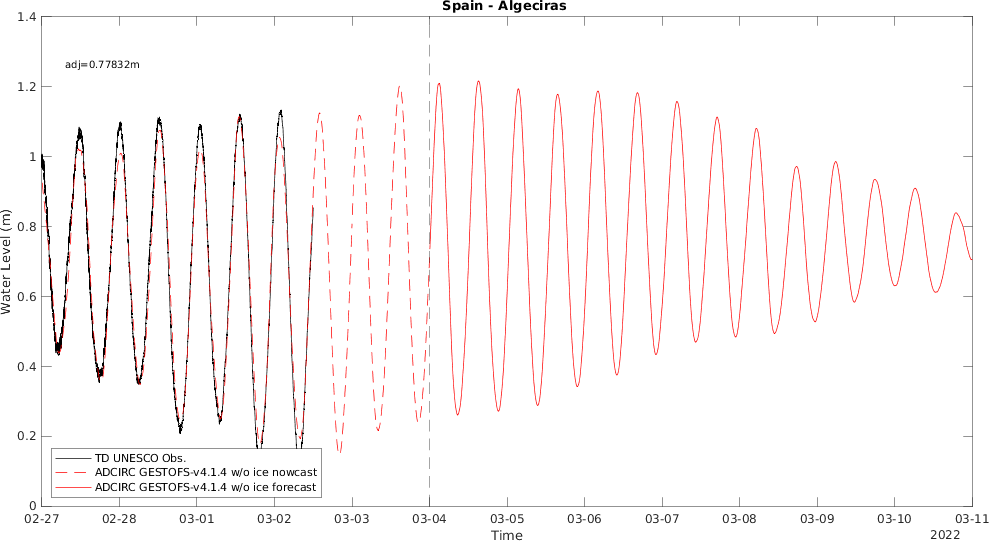 Spain - Algeciras
adj=0.77832m
Water Level (m)
1.4
1.2
1
0.8
0.6
0.4
0.2
0
TD UNESCO Obs.
ADCIRC GESTOFS-v4.1.4 w/o ice nowcast
ADCIRC GESTOFS-v4.1.4 w/o ice forecast
02-27 02-28 03-01 03-02 03-03 03-04 03-05 03-06 03-07 03-08 03-09 03-10 03-11
Time
2022